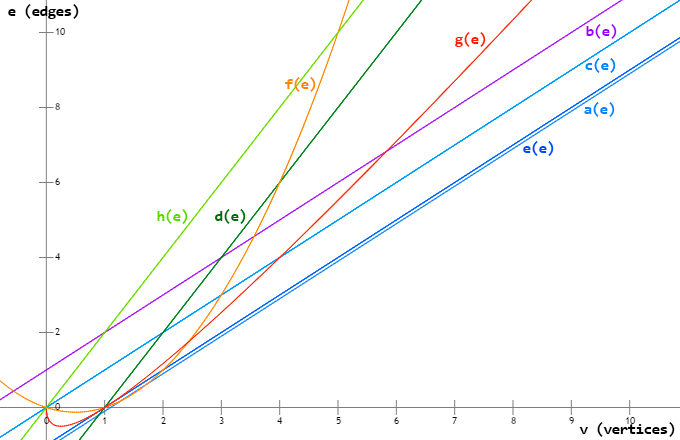 e (edges)
10
b(e)
g(e)
c(e)
f(e)
8
a(e)
e(e)
6
h(e)
d(e)
4
2
0
0 1 2 3 4 5 6 7 8 9 10
v (vertices)